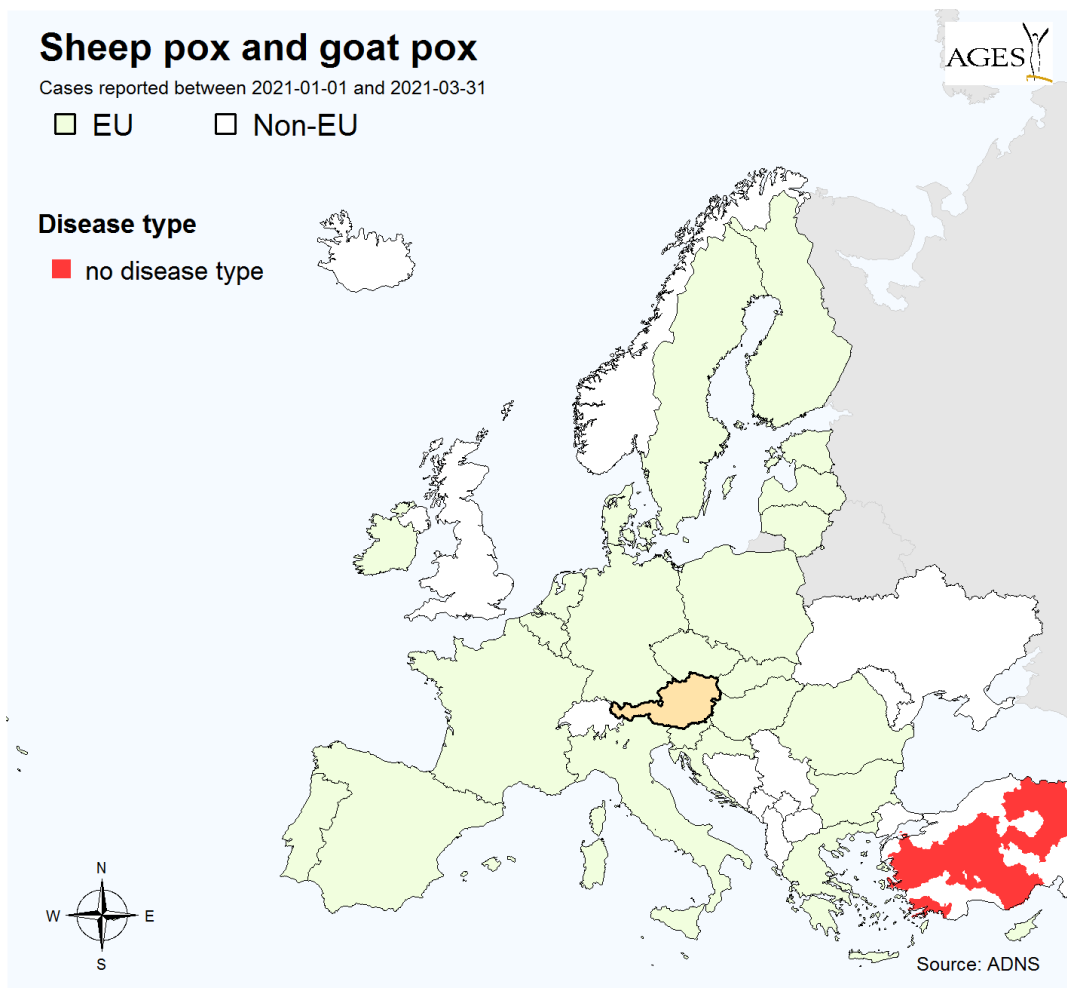 Sheep pox and goat pox
Cases reported between 2021-01-01 and 2021-03-31
EU
Non-EU
AGES
Disease type
no disease type
N
W
E
S
Source: ADNS